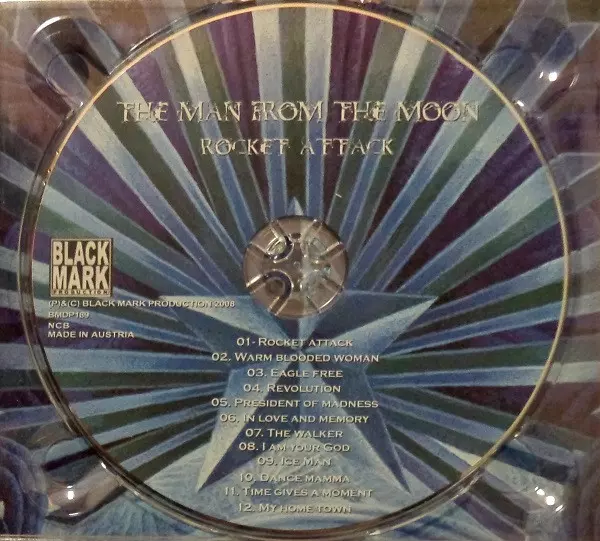 THE MAN FROM THE MOON
ROCKET ATTACK
BLACK
MARK
PRODUCTION
(P)&(C) BLACK MARK PRODUCTION 2008
BMDP189
NCB
MADE IN AUSTRIA
01- ROCKET ATTACK
02. WARM BLOODED WOMAN
03. EAGLE FREE
04. REVOLUTION
05. PRESIDENT OF MADNESS
06. IN LOVE AND MEMORY
07. THE WALKER
08. I AM YOUR GOD
09. ICE MAN
10. DANCE MAMMA
11. TIME GIVES A MOMENT
12. MY HOME TOWN